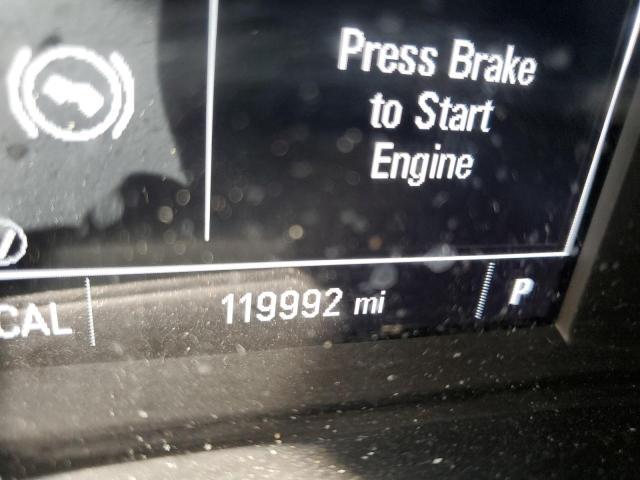 Press Brake
to Start
Engine
CAL
119992 mi
P